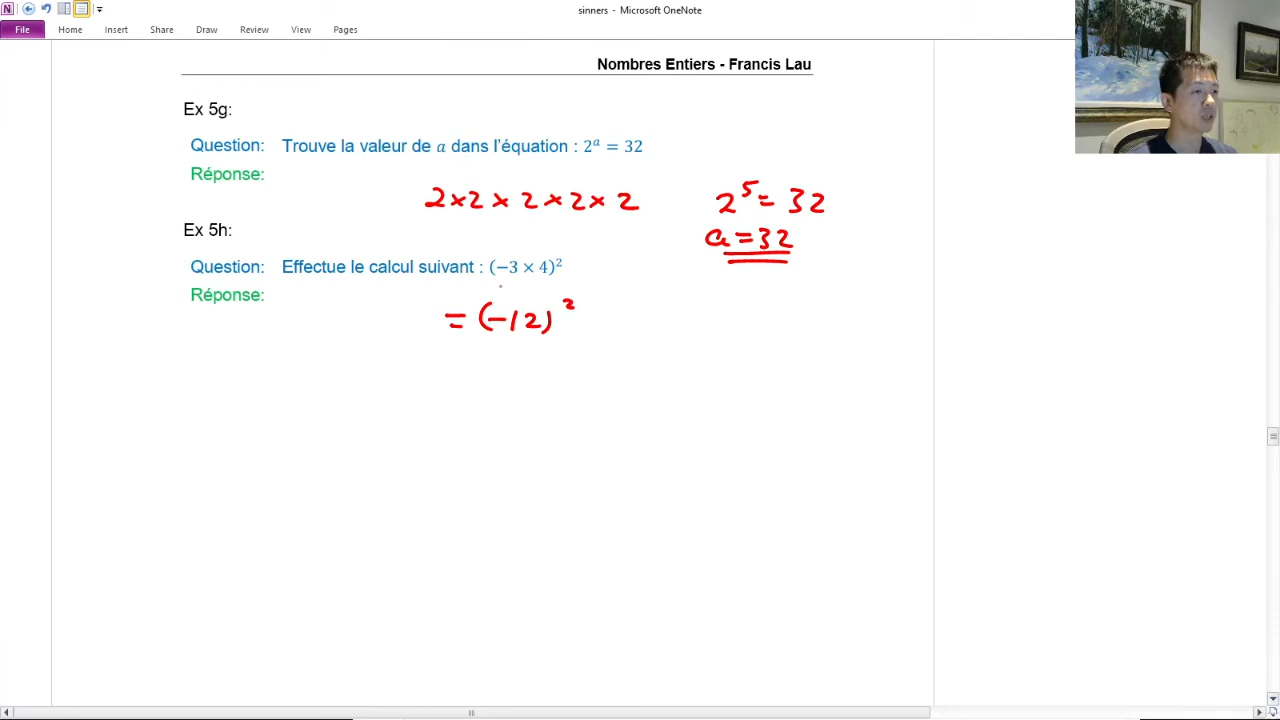 sinners - Microsoft OneNote
File Home Insert Share Draw Review View Pages
Nombres Entiers - Francis Lau
Ex 5g:
Question: Trouve la valeur de a dans l'équation : 2^a = 32
Réponse:
2×2 × 2 × 2 × 2 2^5 = 32
a = 32
Ex 5h:
Question: Effectue le calcul suivant : (−3 × 4)²
Réponse:
= (−12)²